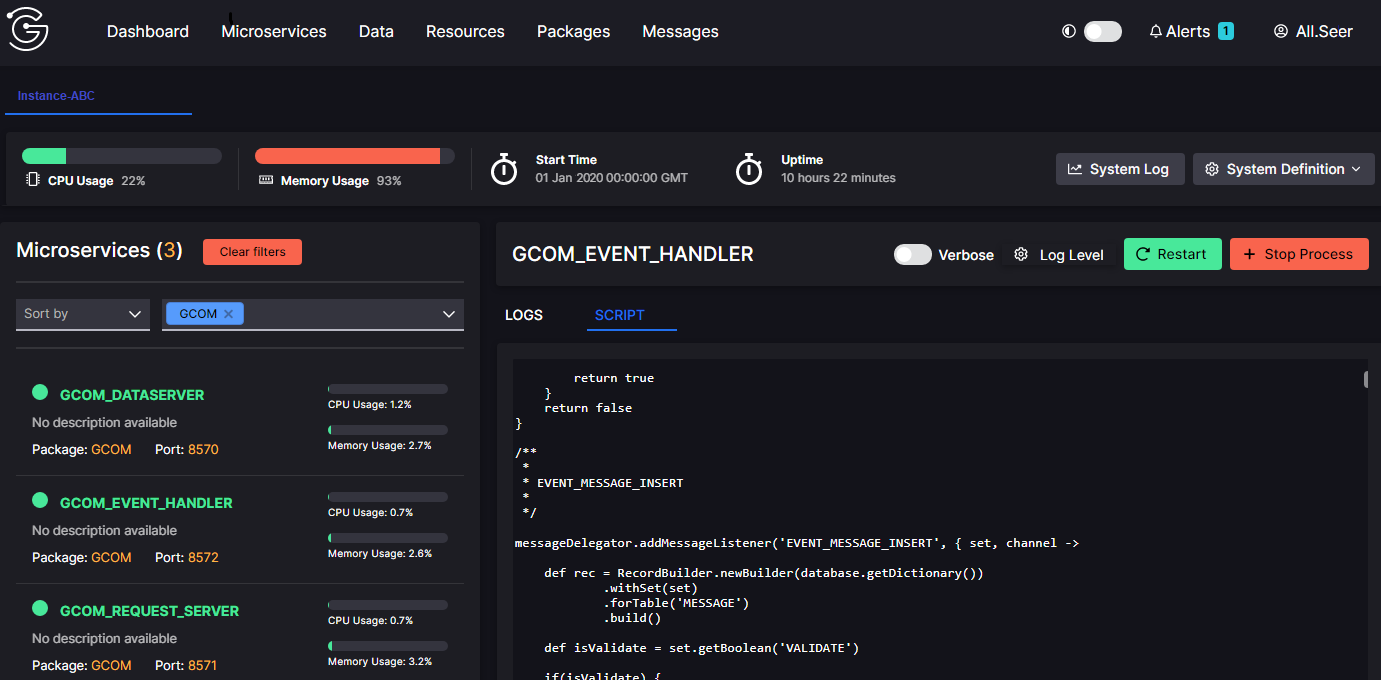 Dashboard Microservices Data Resources Packages Messages Alerts 1 All.Seer
Instance-ABC
CPU Usage 22%
Memory Usage 93%
Start Time
01 Jan 2020 00:00:00 GMT
Uptime
10 hours 22 minutes
System Log
System Definition
Microservices (3)
Clear filters
Sort by
GCOM
GCOM_DATASERVER
CPU Usage: 1.2%
No description available
Memory Usage: 2.7%
Package: GCOM Port: 8570
GCOM_EVENT_HANDLER
CPU Usage: 0.7%
No description available
Memory Usage: 2.6%
Package: GCOM Port: 8572
GCOM_REQUEST_SERVER
CPU Usage: 0.7%
No description available
Memory Usage: 3.2%
Package: GCOM Port: 8571
GCOM_EVENT_HANDLER
Verbose
Log Level
Restart
Stop Process
LOGS
SCRIPT
return true
}
return false
}
/**
*
* EVENT_MESSAGE_INSERT
*
*/
messageDelegator.addMessageListener('EVENT_MESSAGE_INSERT', { set, channel ->
def rec = RecordBuilder.newBuilder(database.getDictionary())
.withSet(set)
.forTable('MESSAGE')
.build()
def isValidate = set.getBoolean('VALIDATE')
if(isValidate) {